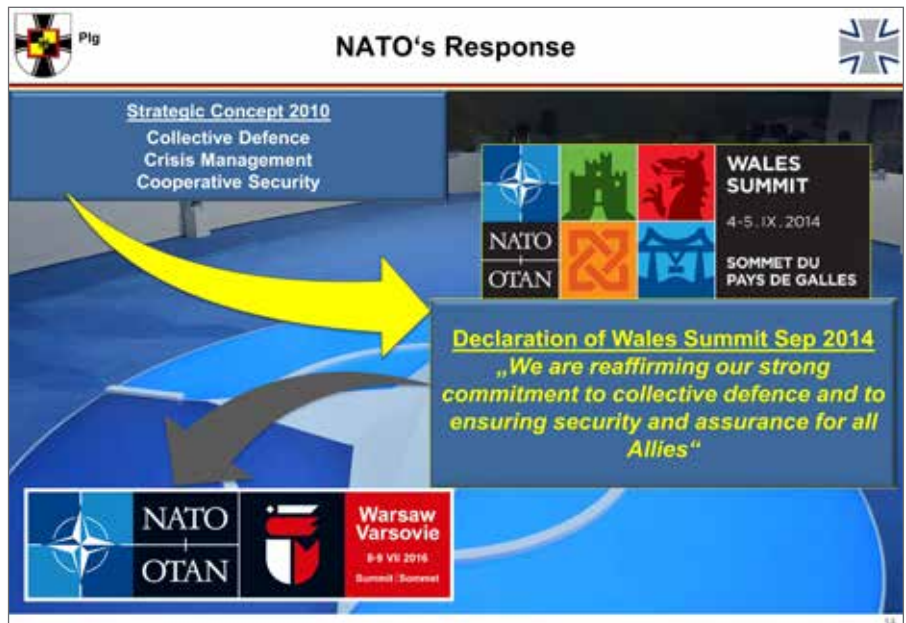 Plg
NATO‘s Response
Strategic Concept 2010
Collective Defence
Crisis Management
Cooperative Security
NATO
OTAN
WALES
SUMMIT
4-5.IX.2014
SOMMET DU
PAYS DE GALLES
Declaration of Wales Summit Sep 2014
„We are reaffirming our strong
commitment to collective defence and to
ensuring security and assurance for all
Allies“
NATO
OTAN
Warsaw
Varsovie
8-9 VII 2016
Summit Sommet